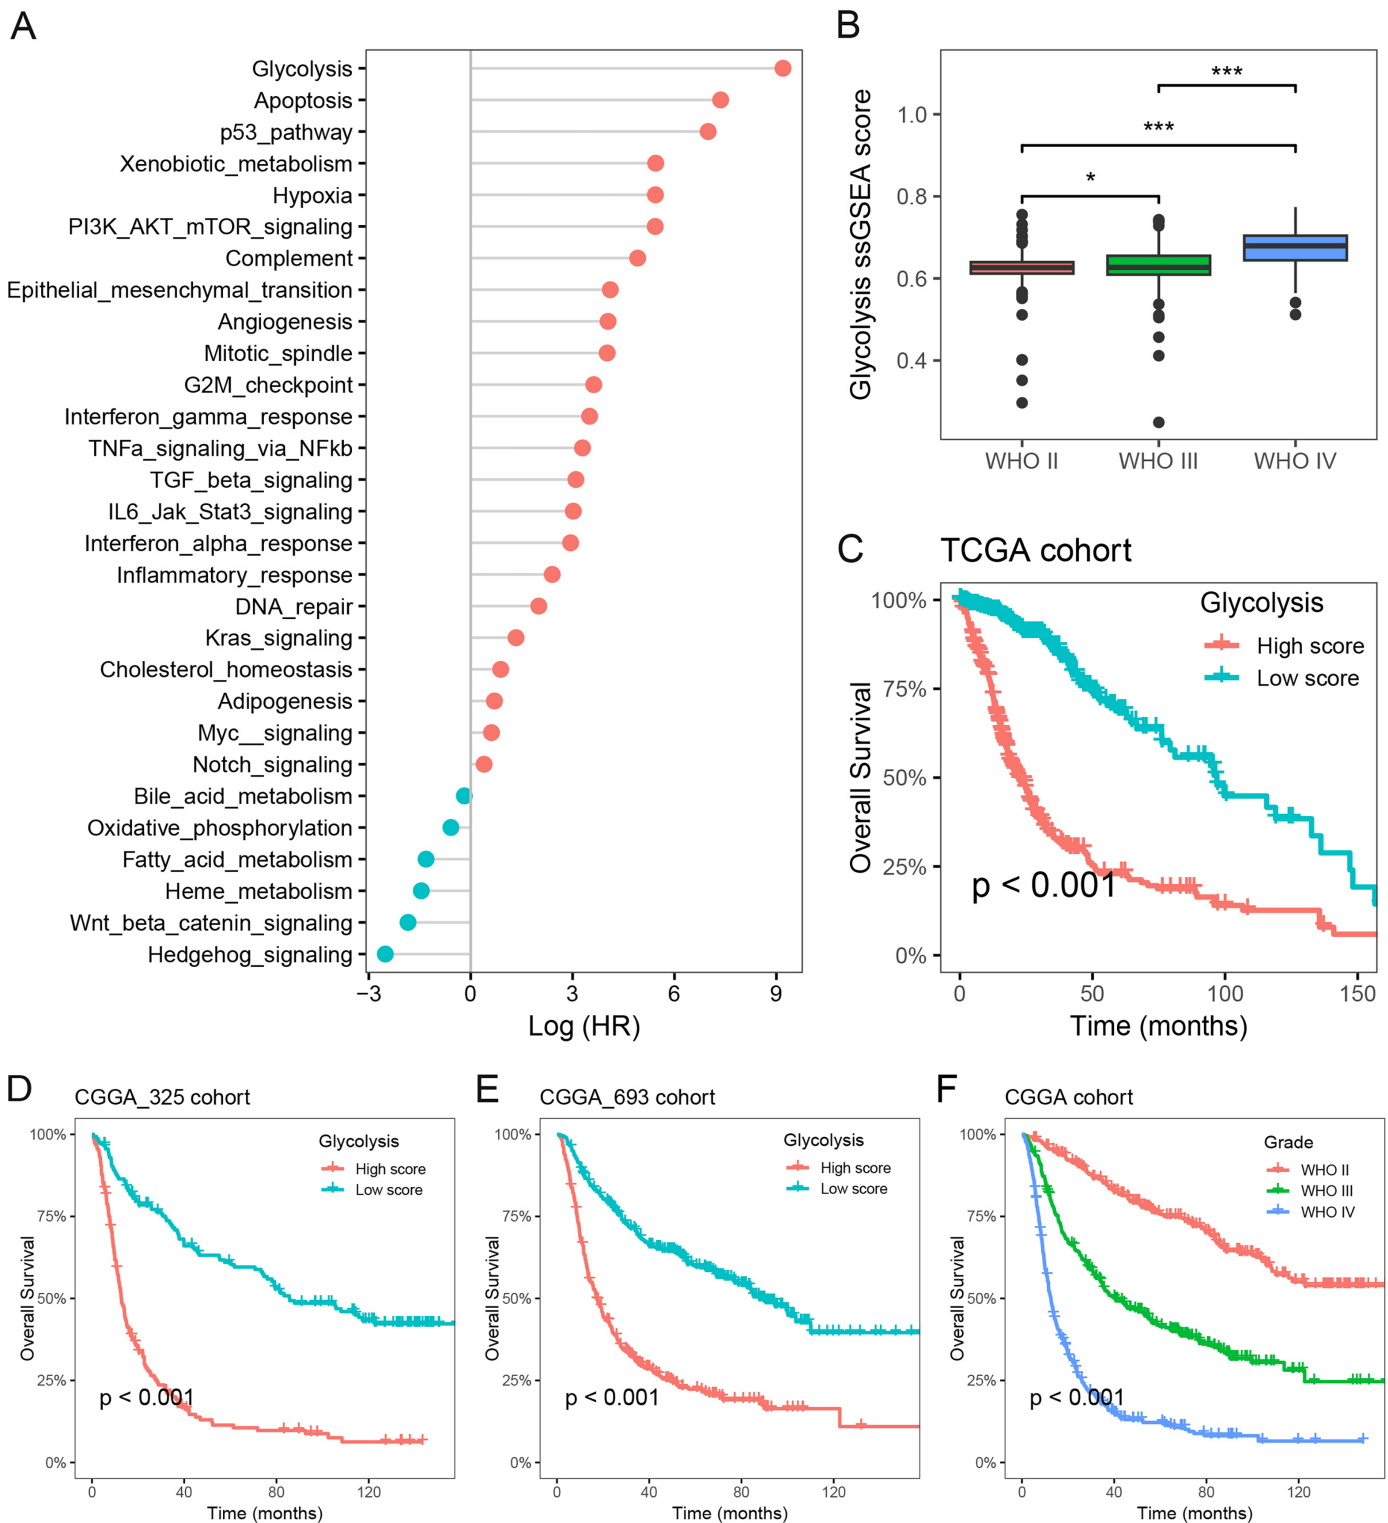 A
Glycolysis
Apoptosis
p53_pathway
Xenobiotic_metabolism
Hypoxia
PI3K_AKT_mTOR_signaling
Complement
Epithelial_mesenchymal_transition
Angiogenesis
Mitotic_spindle
G2M_checkpoint
Interferon_gamma_response
TNFa_signaling_via_NFkb
TGF_beta_signaling
IL6_Jak_Stat3_signaling
Interferon_alpha_response
Inflammatory_response
DNA_repair
Kras_signaling
Cholesterol_homeostasis
Adipogenesis
Myc__signaling
Notch_signaling
Bile_acid_metabolism
Oxidative_phosphorylation
Fatty_acid_metabolism
Heme_metabolism
Wnt_beta_catenin_signaling
Hedgehog_signaling
−3 0 3 6 9
Log (HR)
B
Glycolysis ssGSEA score
1.0
0.8
0.6
0.4
***
***
*
WHO II WHO III WHO IV
C
TCGA cohort
Overall Survival
100%
75%
50%
25%
0%
Glycolysis
High score
Low score
p < 0.001
0 50 100 150
Time (months)
D
CGGA_325 cohort
Overall Survival
100%
75%
50%
25%
0%
Glycolysis
High score
Low score
p < 0.001
0 40 80 120
Time (months)
E
CGGA_693 cohort
Overall Survival
100%
75%
50%
25%
0%
Glycolysis
High score
Low score
p < 0.001
0 40 80 120
Time (months)
F
CGGA cohort
Overall Survival
100%
75%
50%
25%
0%
Grade
WHO II
WHO III
WHO IV
p < 0.001
0 40 80 120
Time (months)